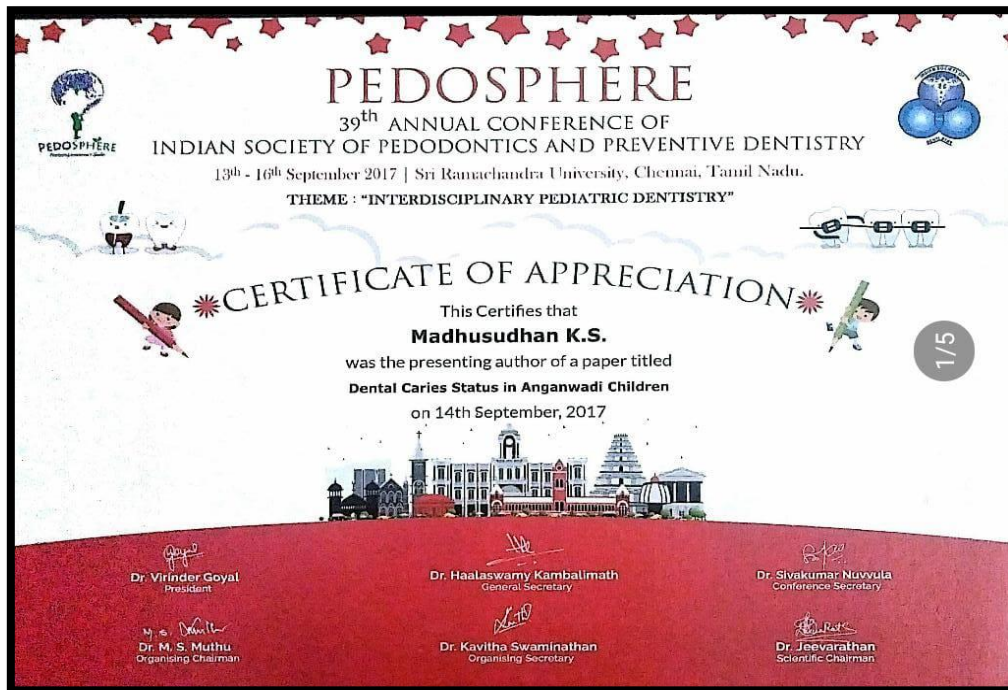 PEDOSPHERE
39th ANNUAL CONFERENCE OF
INDIAN SOCIETY OF PEDODONTICS AND PREVENTIVE DENTISTRY
13th - 16th September 2017 | Sri Ramachandra University, Chennai, Tamil Nadu.
THEME : "INTERDISCIPLINARY PEDIATRIC DENTISTRY"
PEDOSPHERE
CERTIFICATE OF APPRECIATION
This Certifies that
Madhusudhan K.S.
was the presenting author of a paper titled
Dental Caries Status in Anganwadi Children
on 14th September, 2017
1/5
Dr. Virinder Goyal
President
Dr. Haalaswamy Kambalimath
General Secretary
Dr. Sivakumar Nuvvula
Conference Secretary
Dr. M. S. Muthu
Organising Chairman
Dr. Kavitha Swaminathan
Organising Secretary
Dr. Jeevarathan
Scientific Chairman